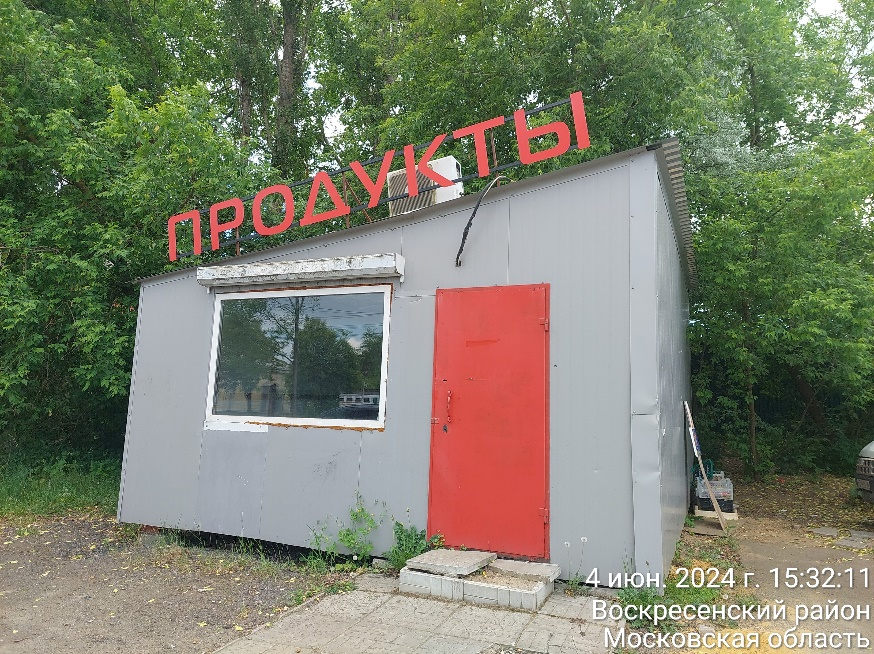 ПРОДУКТЫ
4 июн. 2024 г. 15:32:11
Воскресенский район
Московская область